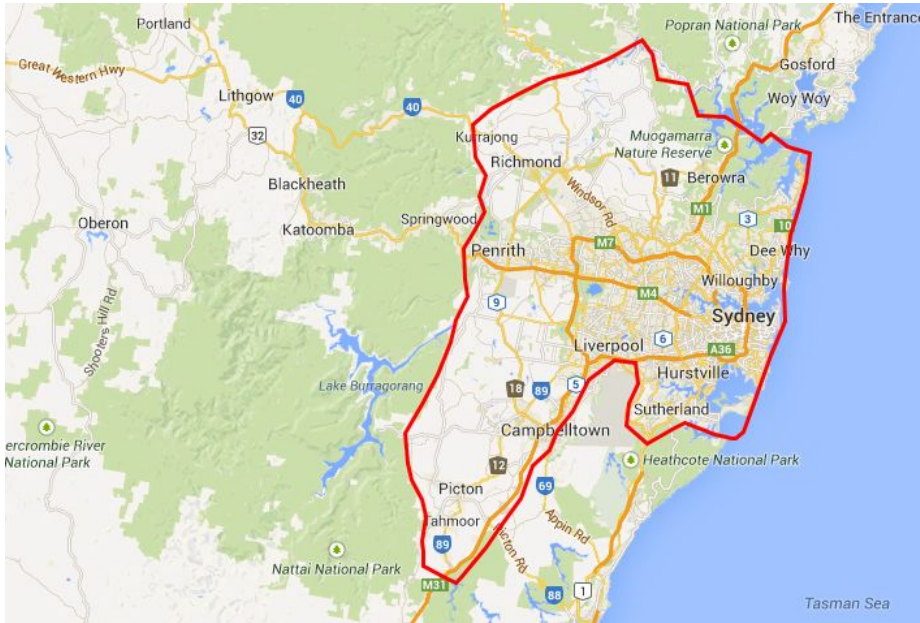 Popran National Park
The Entrance
Portland
Great Western Hwy
Gosford
Lithgow
40
40
Woy Woy
32
Kurrajong
Muogamarra
Nature Reserve
Richmond
11
Berowra
Blackheath
Windsor Rd
M1
Oberon
Springwood
3
10
Katoomba
M7
Penrith
Dee Why
Willoughby
M4
9
Sydney
Shooters Hill Rd
6
Liverpool
A36
Hurstville
Lake Burragorang
5
18
89
Sutherland
ercrombie River
National Park
Campbelltown
12
Heathcote National Park
Picton
69
Tahmoor
Appin Rd
Picton Rd
89
Nattai National Park
M31
88
1
Tasman Sea